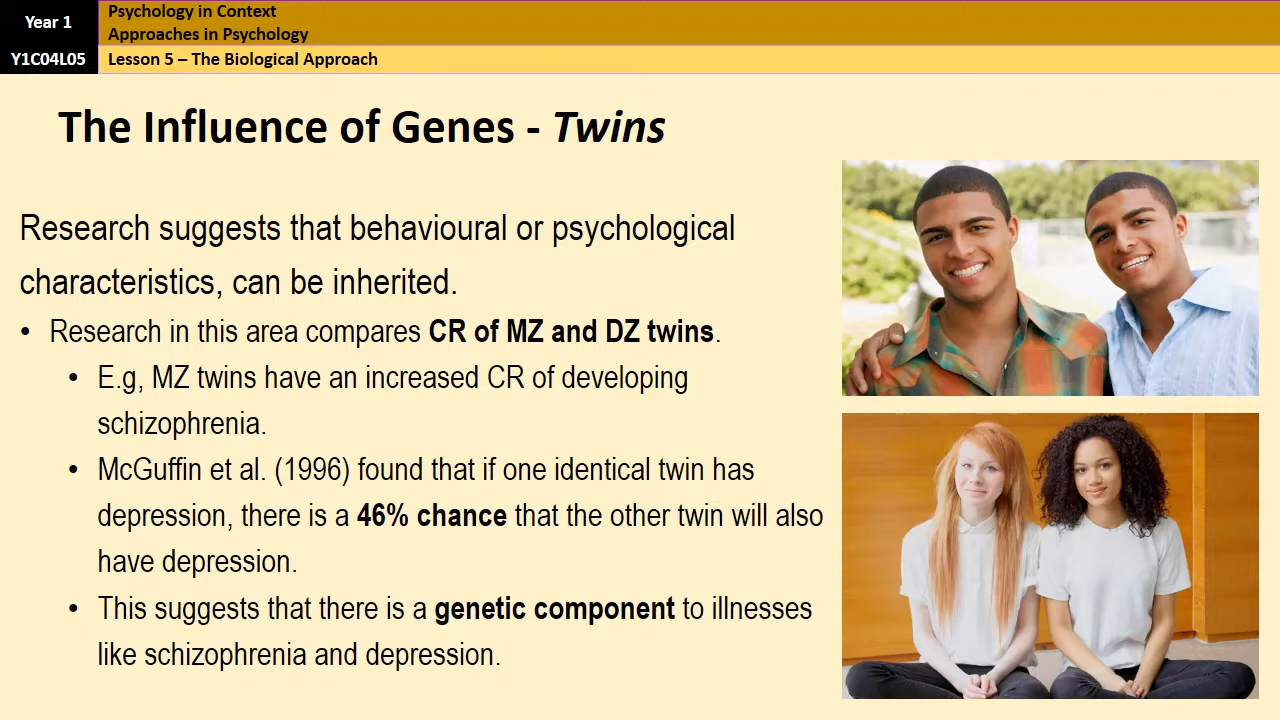 Year 1
Psychology in Context
Approaches in Psychology
Y1C04L05
Lesson 5 – The Biological Approach
The Influence of Genes - Twins
Research suggests that behavioural or psychological
characteristics, can be inherited.
• Research in this area compares CR of MZ and DZ twins.
• E.g, MZ twins have an increased CR of developing
schizophrenia.
• McGuffin et al. (1996) found that if one identical twin has
depression, there is a 46% chance that the other twin will also
have depression.
• This suggests that there is a genetic component to illnesses
like schizophrenia and depression.